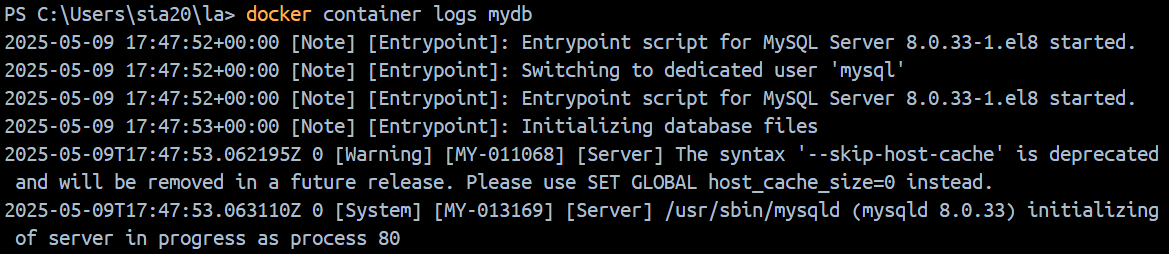 PS C:\Users\sia20\la> docker container logs mydb
2025-05-09 17:47:52+00:00 [Note] [Entrypoint]: Entrypoint script for MySQL Server 8.0.33-1.el8 started.
2025-05-09 17:47:52+00:00 [Note] [Entrypoint]: Switching to dedicated user 'mysql'
2025-05-09 17:47:52+00:00 [Note] [Entrypoint]: Entrypoint script for MySQL Server 8.0.33-1.el8 started.
2025-05-09 17:47:53+00:00 [Note] [Entrypoint]: Initializing database files
2025-05-09T17:47:53.062195Z 0 [Warning] [MY-011068] [Server] The syntax '--skip-host-cache' is deprecated
and will be removed in a future release. Please use SET GLOBAL host_cache_size=0 instead.
2025-05-09T17:47:53.063110Z 0 [System] [MY-013169] [Server] /usr/sbin/mysqld (mysqld 8.0.33) initializing
of server in progress as process 80